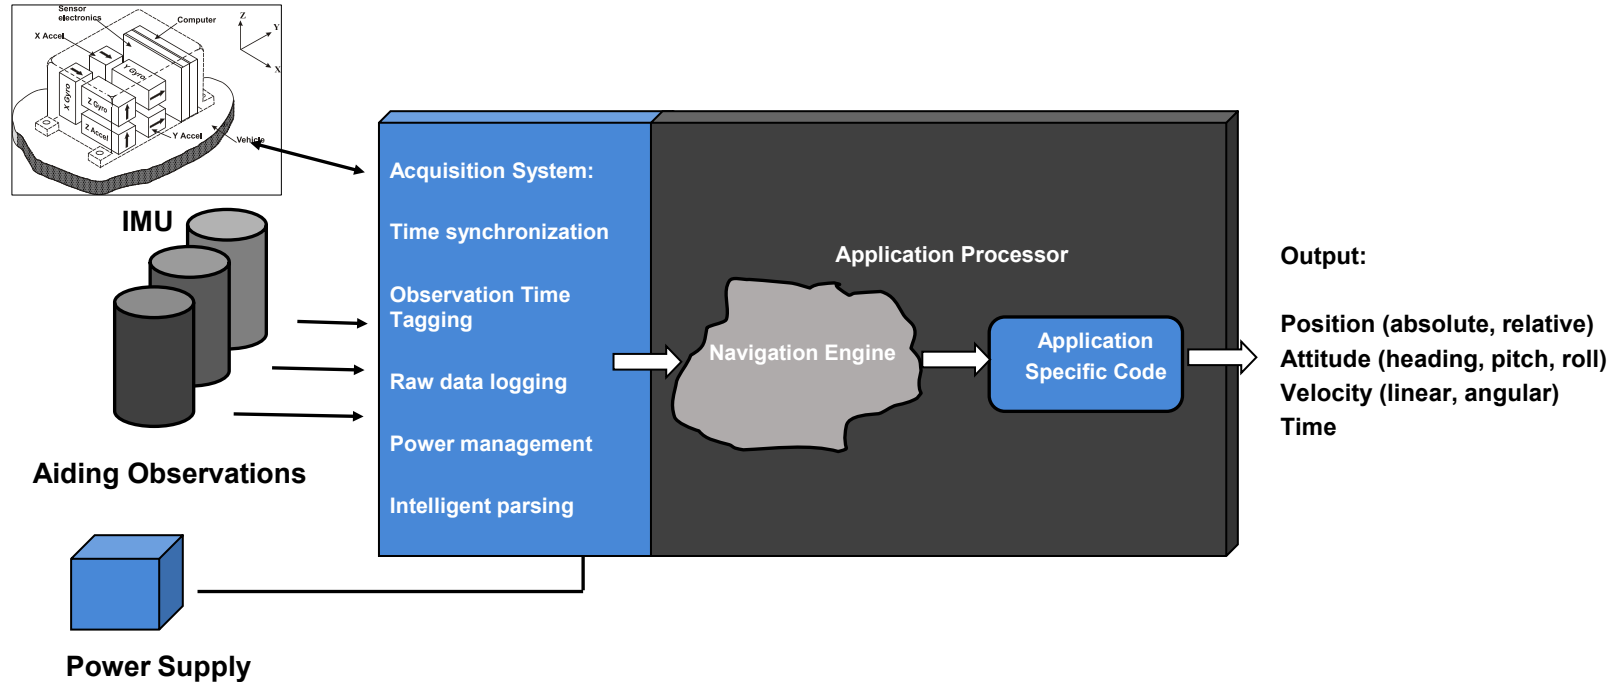 Sensor
electronics
Computer
X Accel
Z
Y
X
X Gyro
Y Gyro
Z Gyro
Z Accel
Y Accel
Vehicle
IMU
Aiding Observations
Power Supply
Acquisition System:
Time synchronization
Observation Time
Tagging
Raw data logging
Power management
Intelligent parsing
Application Processor
Navigation Engine
Application
Specific Code
Output:
Position (absolute, relative)
Attitude (heading, pitch, roll)
Velocity (linear, angular)
Time